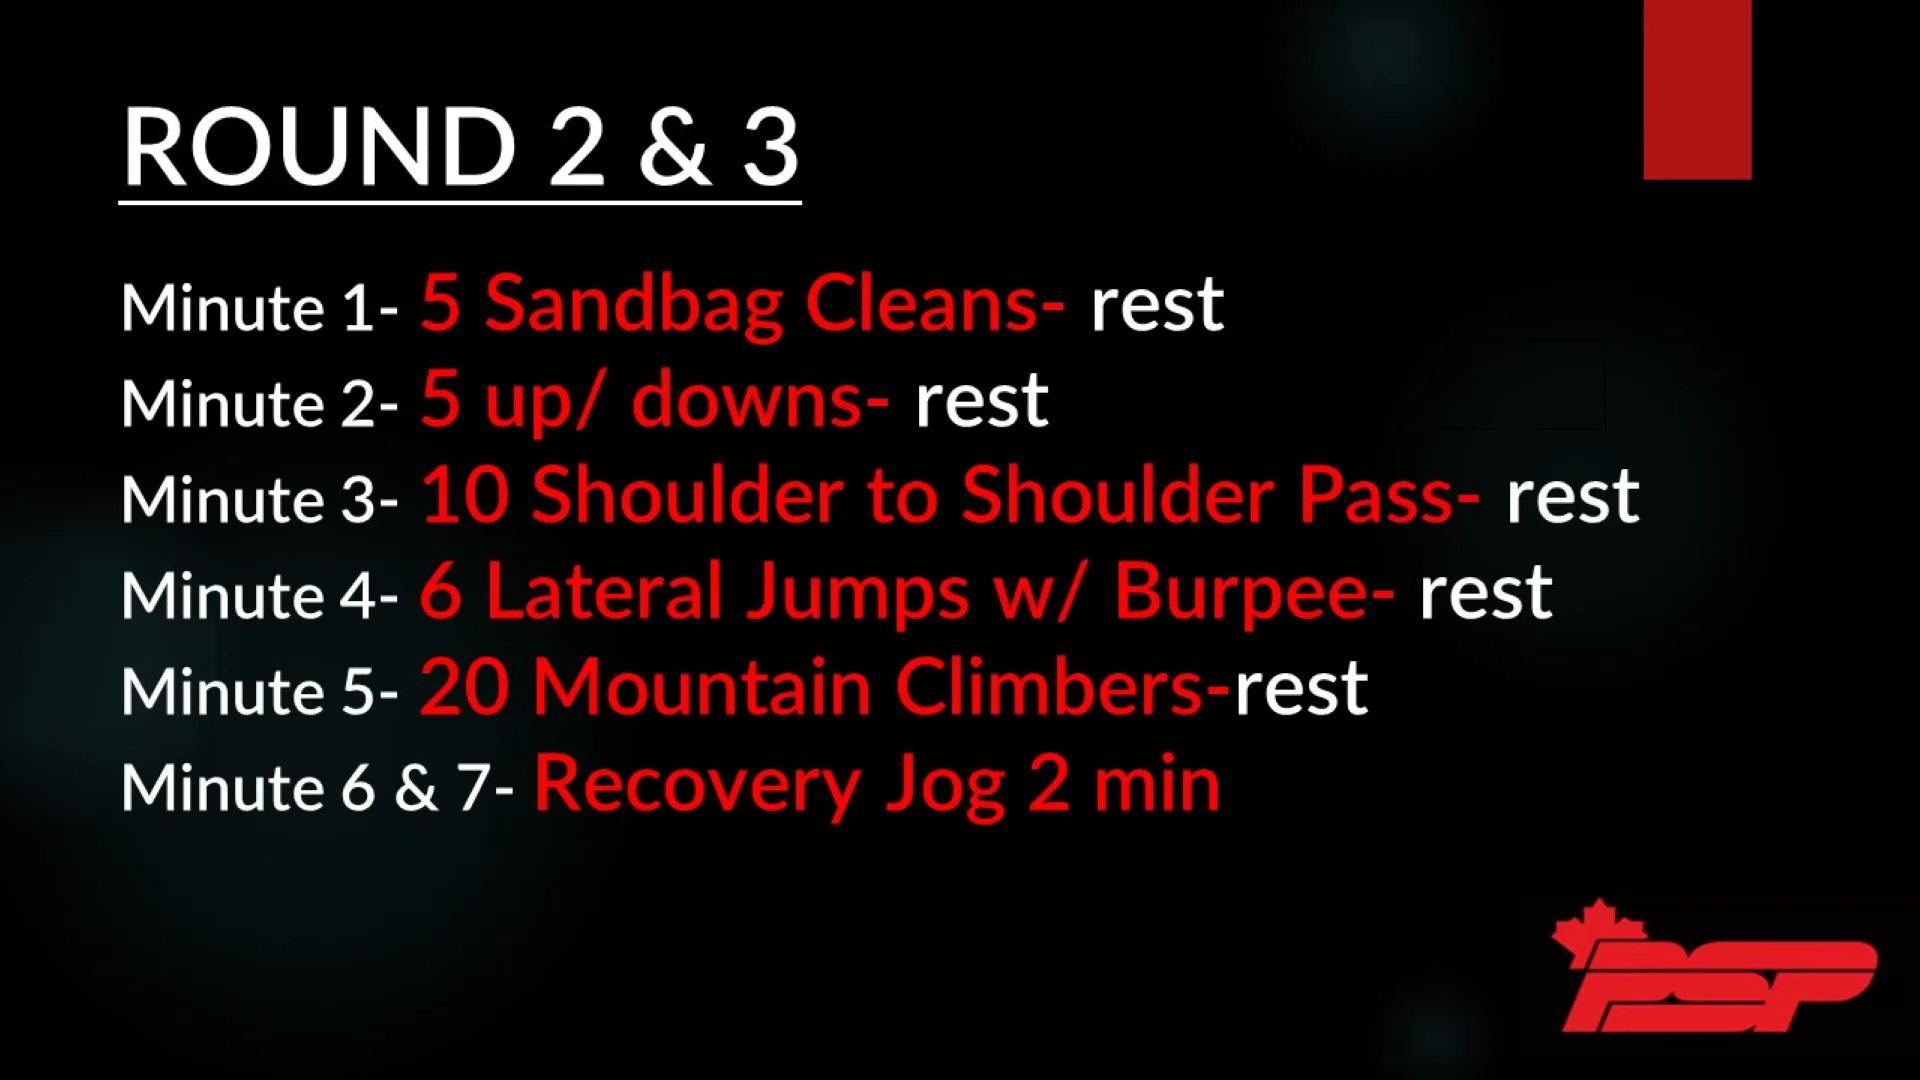 ROUND 2 & 3
Minute 1- 5 Sandbag Cleans- rest
Minute 2- 5 up/ downs- rest
Minute 3- 10 Shoulder to Shoulder Pass- rest
Minute 4- 6 Lateral Jumps w/ Burpee- rest
Minute 5- 20 Mountain Climbers-rest
Minute 6 & 7- Recovery Jog 2 min
PSP